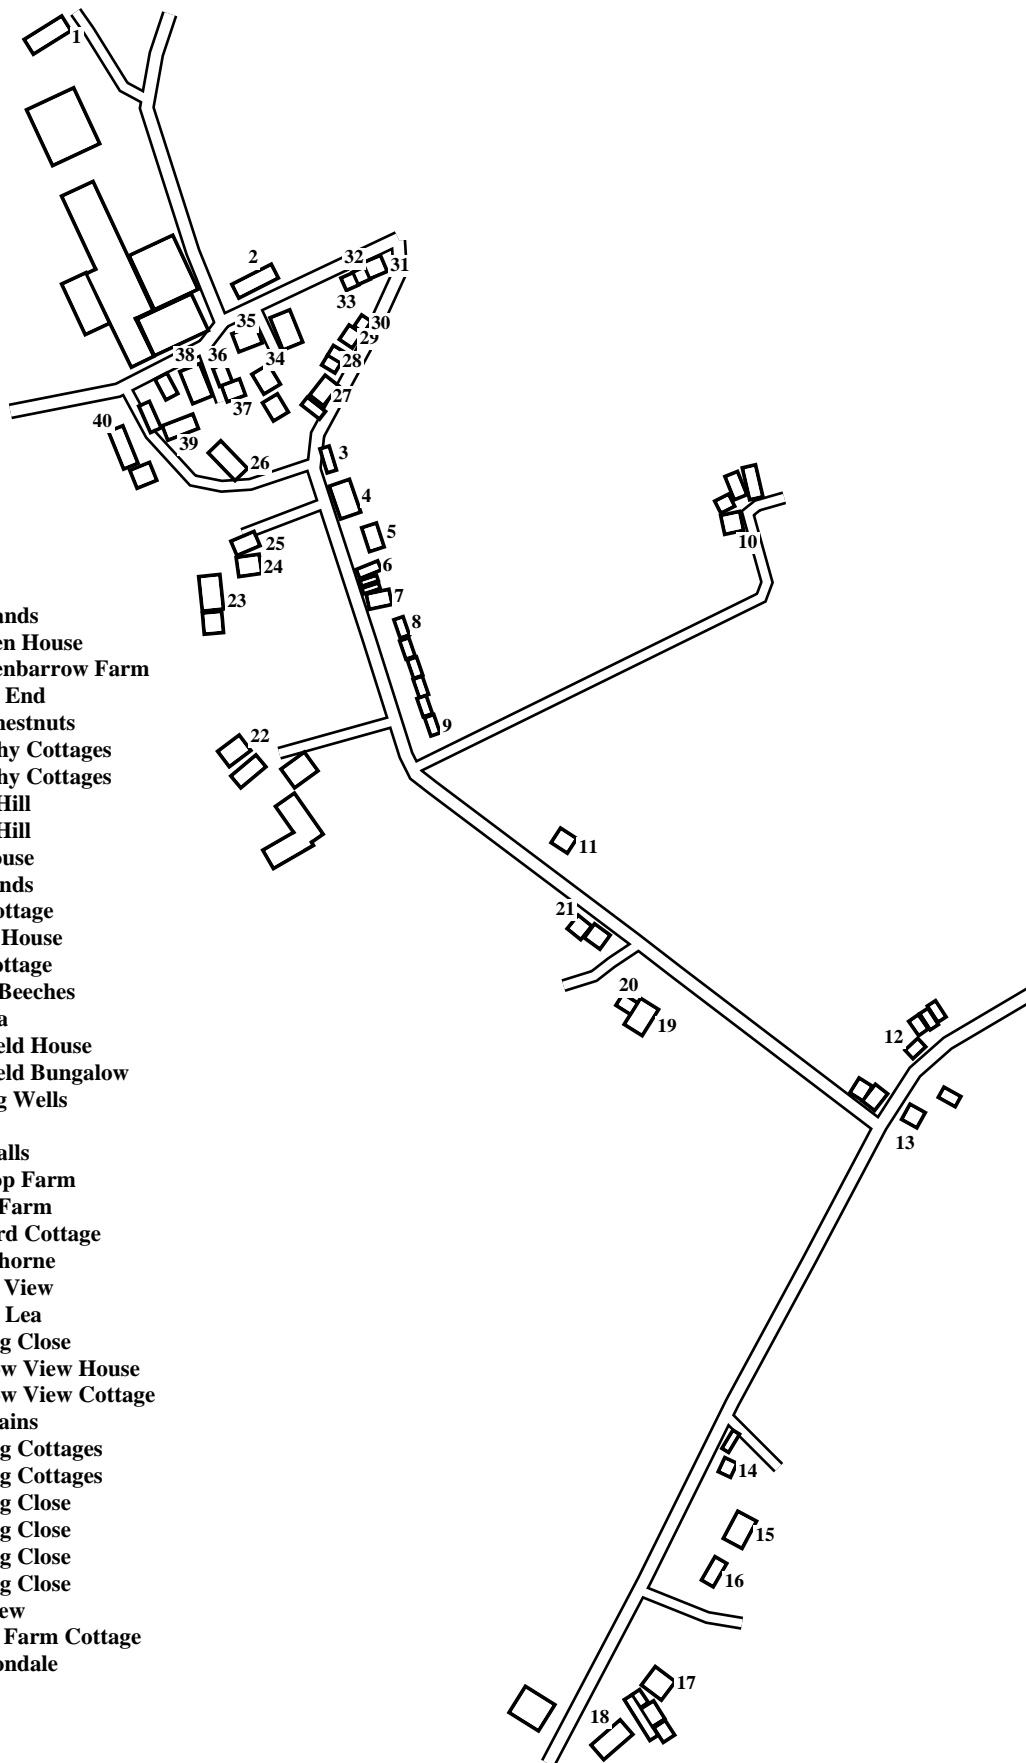 1
2
32
31
33
30
35
29
38
36
34
28
27
37
40
39
3
26
4
5
25
10
6
24
7
23
8
9
22
11
21
20
19
12
13
14
15
16
17
18
ands
en House
enbarrow Farm
End
hestnuts
hy Cottages
hy Cottages
Hill
Hill
ouse
nds
ottage
House
ottage
Beeches
a
eld House
eld Bungalow
g Wells
alls
op Farm
Farm
rd Cottage
horne
View
Lea
g Close
w View House
w View Cottage
ains
g Cottages
g Cottages
g Close
g Close
g Close
g Close
ew
Farm Cottage
ondale